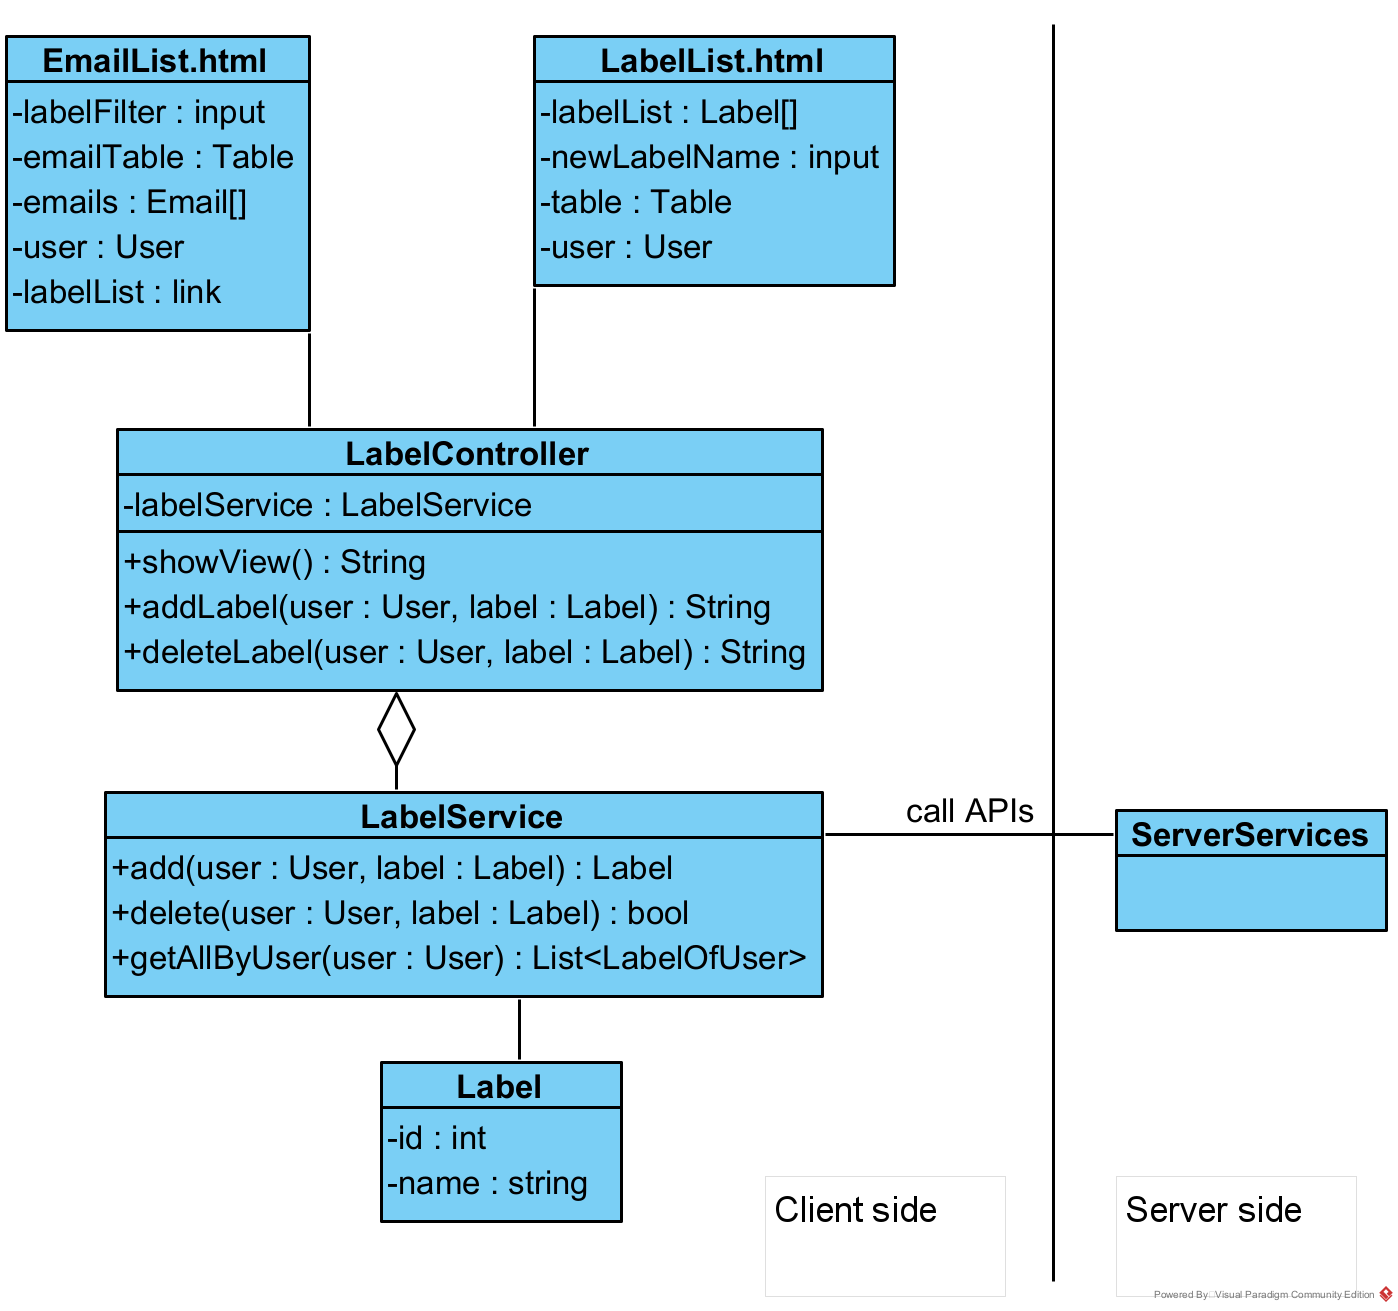 EmailList.html
-labelFilter : input
-emailTable : Table
-emails : Email[]
-user : User
-labelList : link
LabelList.html
-labelList : Label[]
-newLabelName : input
-table : Table
-user : User
LabelController
-labelService : LabelService
+showView() : String
+addLabel(user : User, label : Label) : String
+deleteLabel(user : User, label : Label) : String
LabelService
+add(user : User, label : Label) : Label
+delete(user : User, label : Label) : bool
+getAllByUser(user : User) : List<LabelOfUser>
call APIs
ServerServices
Label
-id : int
-name : string
Client side
Server side
Powered By Visual Paradigm Community Edition